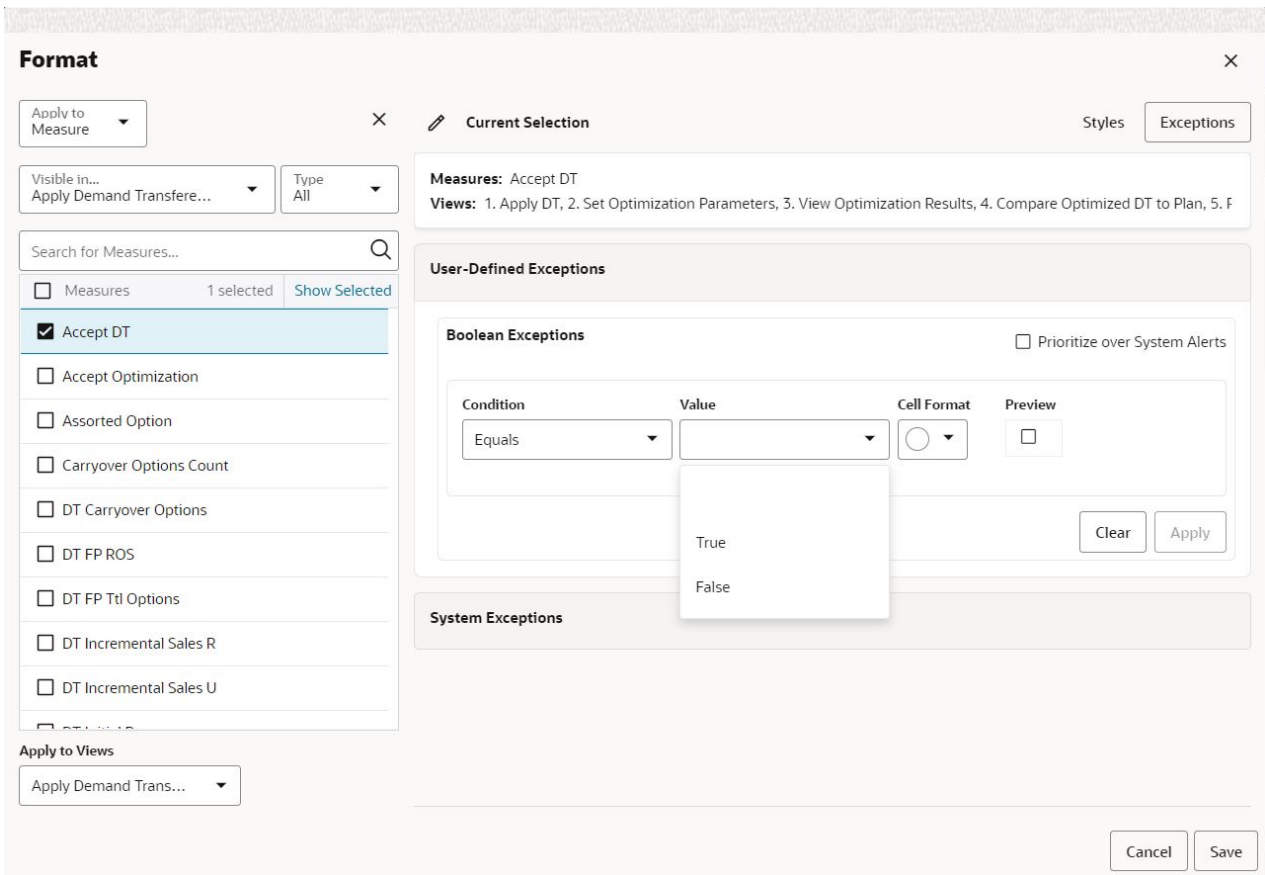 Format
Apply to
Measure
Visible in...
Apply Demand Transfere...
Type
All
Search for Measures...
Measures 1 selected Show Selected
Accept DT
Accept Optimization
Assorted Option
Carryover Options Count
DT Carryover Options
DT FP ROS
DT FP Ttl Options
DT Incremental Sales R
DT Incremental Sales U
Apply to Views
Apply Demand Trans...
Current Selection
Styles
Exceptions
Measures: Accept DT
Views: 1. Apply DT, 2. Set Optimization Parameters, 3. View Optimization Results, 4. Compare Optimized DT to Plan, 5.
User-Defined Exceptions
Boolean Exceptions
Prioritize over System Alerts
Condition Value Cell Format Preview
Equals
True
False
Clear
Apply
System Exceptions
Cancel
Save